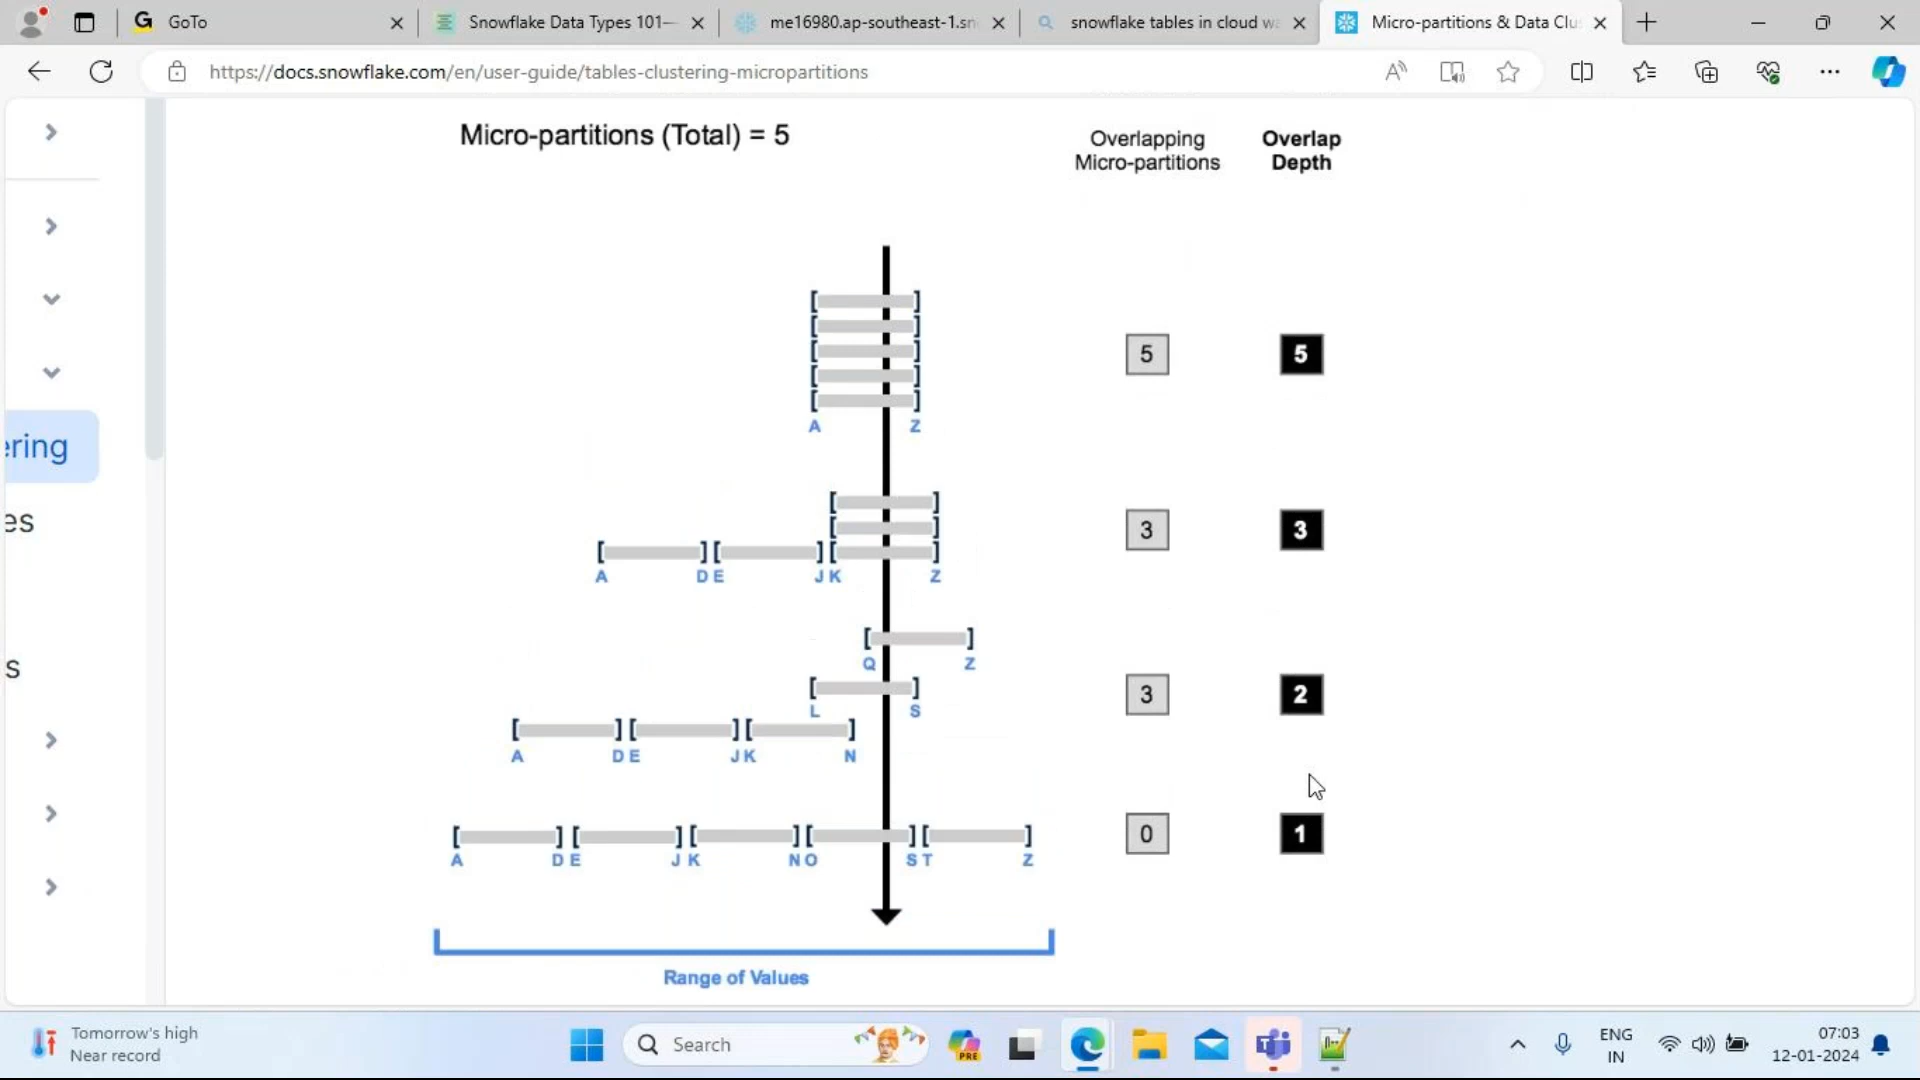 GoTo
Snowflake Data Types 101—
me16980.ap-southeast-1.sn
snowflake tables in cloud wa
Micro-partitions & Data Clu
https://docs.snowflake.com/en/user-guide/tables-clustering-micropartitions
Micro-partitions (Total) = 5
Overlapping
Micro-partitions
Overlap
Depth
5 5
A Z
ering
3 3
es
A D E J K Z
Q Z
s
3 2
L S
A D E J K N
0 1
A D E J K N O S T Z
Range of Values
Tomorrow's high
Near record
Search
PRE
ENG
IN
07:03
12-01-2024